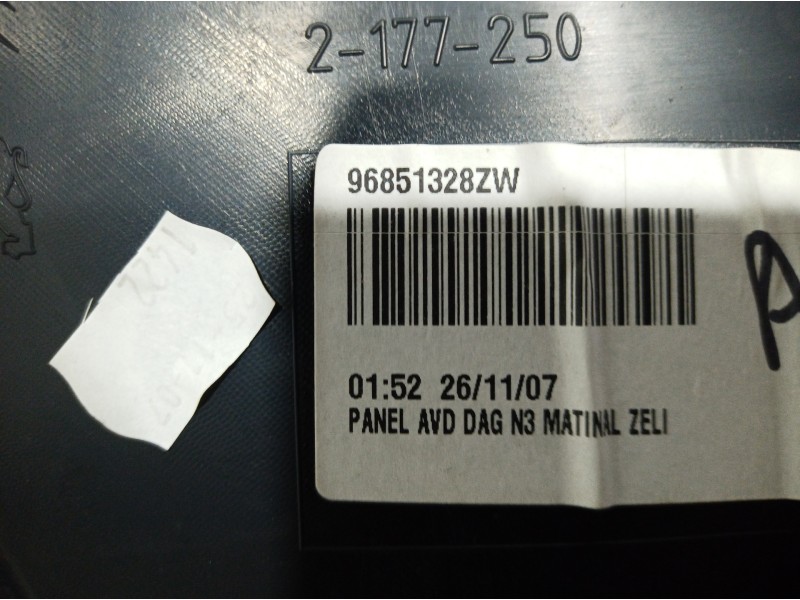 2-177-250
96851328ZW
01:52 26/11/07
PANEL AVD DAG N3 MATINAL ZELI